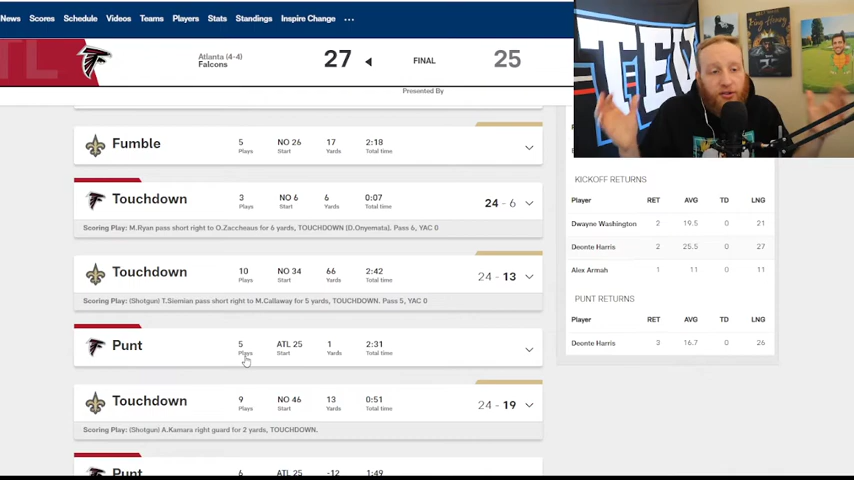 News Scores Schedule Videos Teams Players Stats Standings Inspire Change ...
ATL
Atlanta (4-4)
Falcons
27
FINAL
25
Presented By
Fumble 5 Plays NO 26 Start 17 Yards 2:18 Total time
Touchdown 3 Plays NO 6 Start 6 Yards 0:07 Total time 24 - 6
Scoring Play: M.Ryan pass short right to O.Zaccheaus for 6 yards, TOUCHDOWN [D.Onyemata]. Pass 6, YAC 0
Touchdown 10 Plays NO 34 Start 66 Yards 2:42 Total time 24 - 13
Scoring Play: (Shotgun) T.Siemian pass short right to M.Callaway for 5 yards, TOUCHDOWN. Pass 5, YAC 0
Punt 5 Plays ATL 25 Start 1 Yards 2:31 Total time
Touchdown 9 Plays NO 46 Start 13 Yards 0:51 Total time 24 - 19
Scoring Play: (Shotgun) A.Kamara right guard for 2 yards, TOUCHDOWN.
Punt 6 ATL 25 -12 1:49
KICKOFF RETURNS
Player RET AVG TD LNG
Dwayne Washington 2 19.5 0 21
Deonte Harris 2 25.5 0 27
Alex Armah 1 11 0 11
PUNT RETURNS
Player RET AVG TD LNG
Deonte Harris 3 16.7 0 26